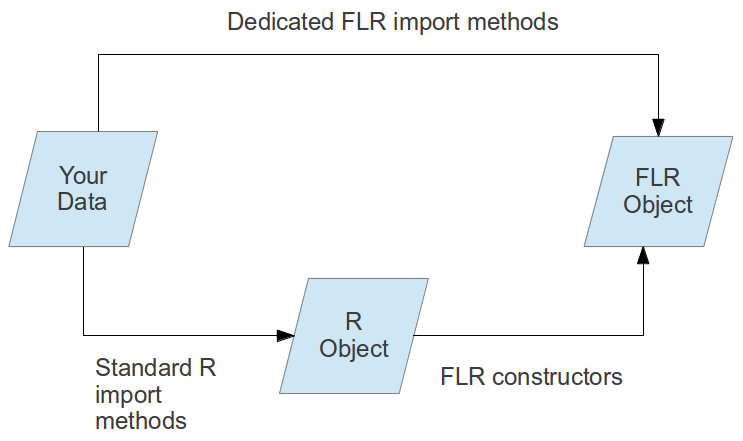 Dedicated FLR import methods
Your
Data
FLR
Object
R
Object
Standard R
import
methods
FLR constructors